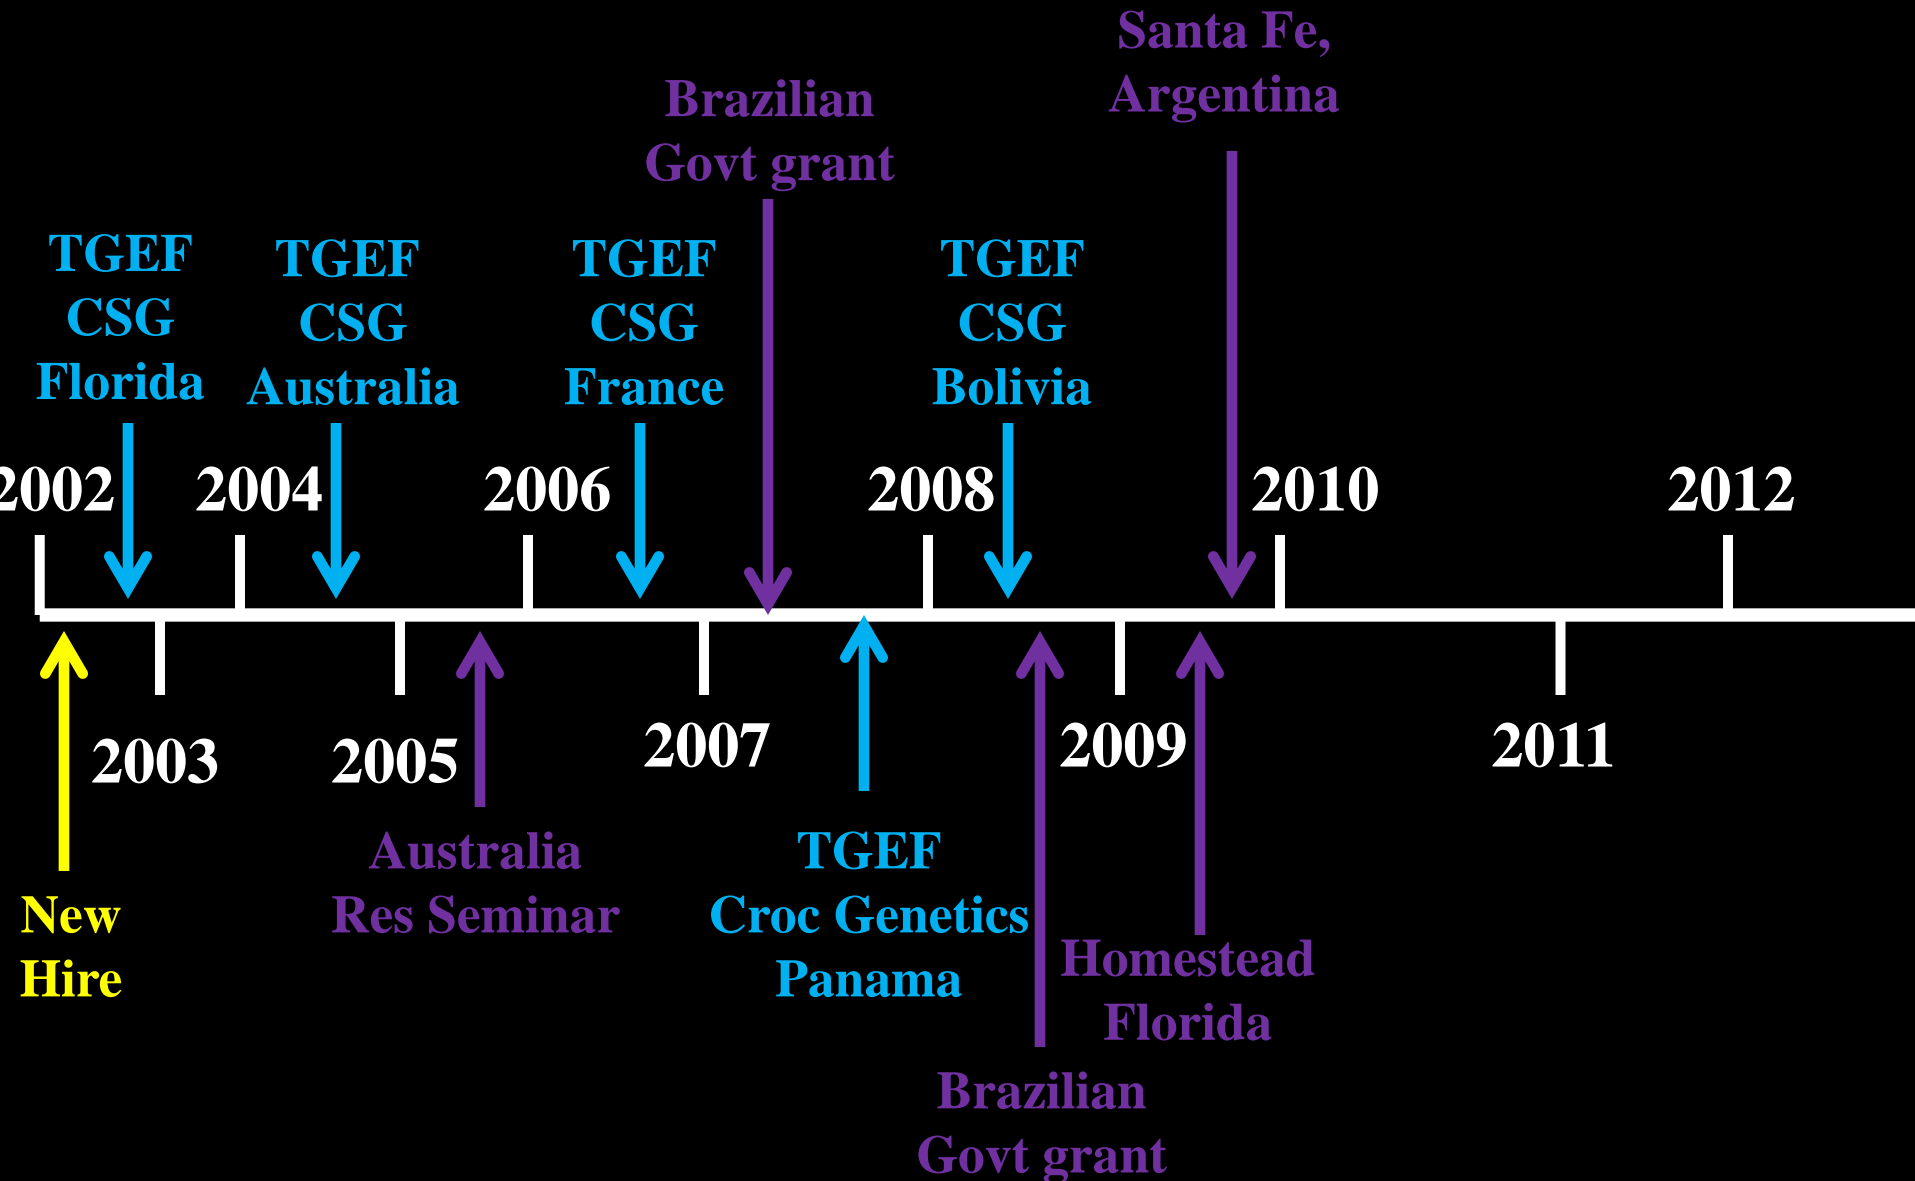 Santa Fe,
Argentina
Brazilian
Govt grant
TGEF
CSG
Florida
TGEF
CSG
Australia
TGEF
CSG
France
TGEF
CSG
Bolivia
2002
2004
2006
2008
2010
2012
2003
2005
2007
2009
2011
New
Hire
Australia
Res Seminar
TGEF
Croc Genetics
Panama
Homestead
Florida
Brazilian
Govt grant